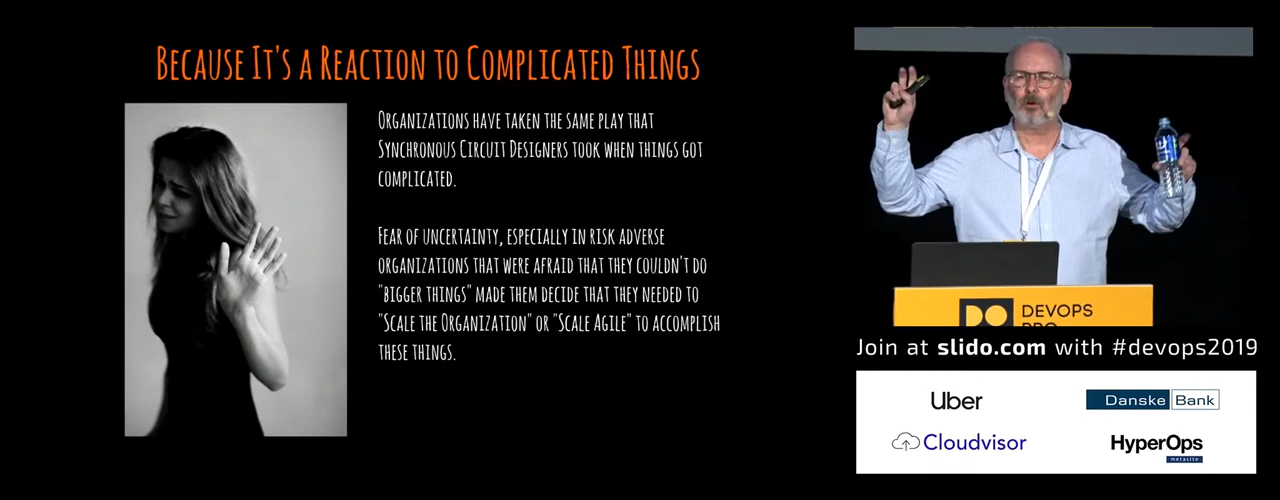 Because It's a Reaction to Complicated Things
Organizations have taken the same play that
Synchronous Circuit Designers took when things got
complicated.
Fear of uncertainty, especially in risk adverse
organizations that were afraid that they couldn't do
"bigger things" made them decide that they needed to
"Scale the Organization" or "Scale Agile" to accomplish
these things.
DEVOPS
PRO
Join at slido.com with #devops2019
Uber
Danske Bank
Cloudvisor
HyperOps
metasite